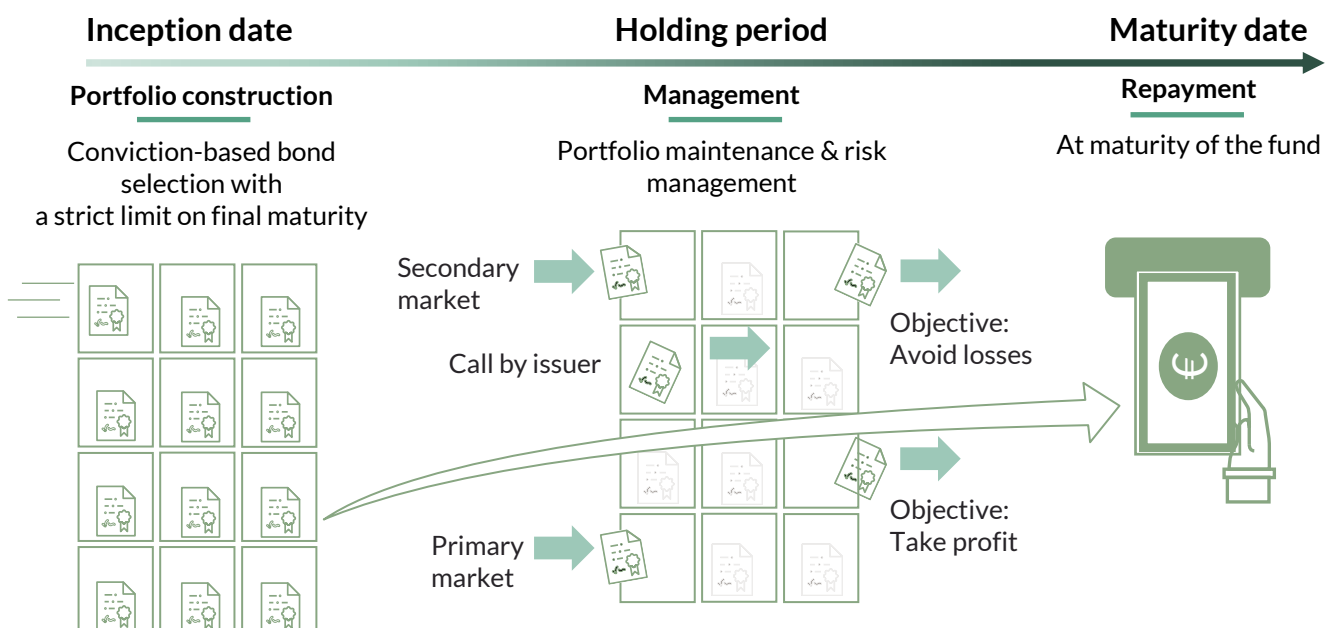 Inception date
Holding period
Maturity date
Portfolio construction
Conviction-based bond
selection with
a strict limit on final maturity
Management
Portfolio maintenance & risk
management
Repayment
At maturity of the fund
Secondary
market
Call by issuer
Primary
market
Objective:
Avoid losses
Objective:
Take profit